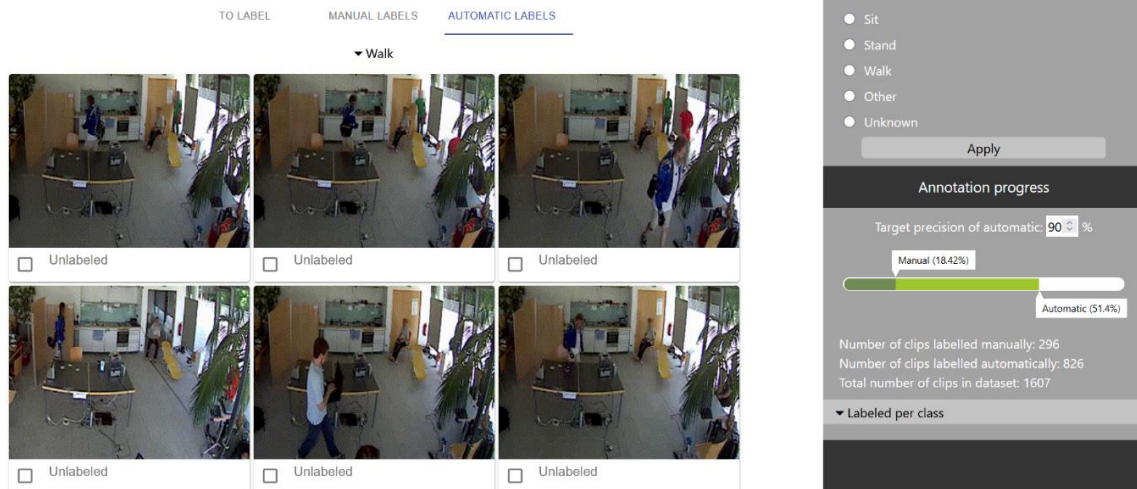 TO LABEL
MANUAL LABELS
AUTOMATIC LABELS
Walk
Unlabeled
Unlabeled
Unlabeled
Unlabeled
Unlabeled
Unlabeled
Sit
Stand
Walk
Other
Unknown
Apply
Annotation progress
Target precision of automatic: 90 %
Manual (18.42%)
Automatic (51.4%)
Number of clips labelled manually: 296
Number of clips labelled automatically: 826
Total number of clips in dataset: 1607
Labeled per class